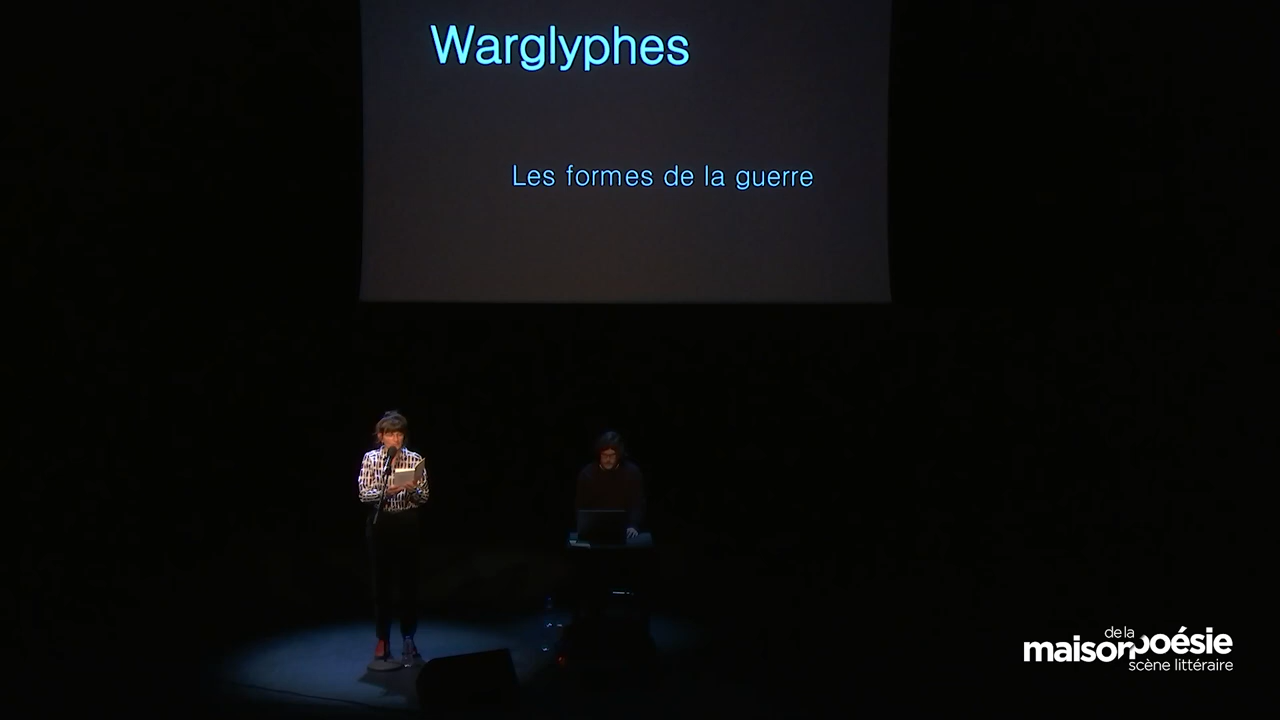 Warglyphes
Les formes de la guerre
de la
maison poésie
scène littéraire